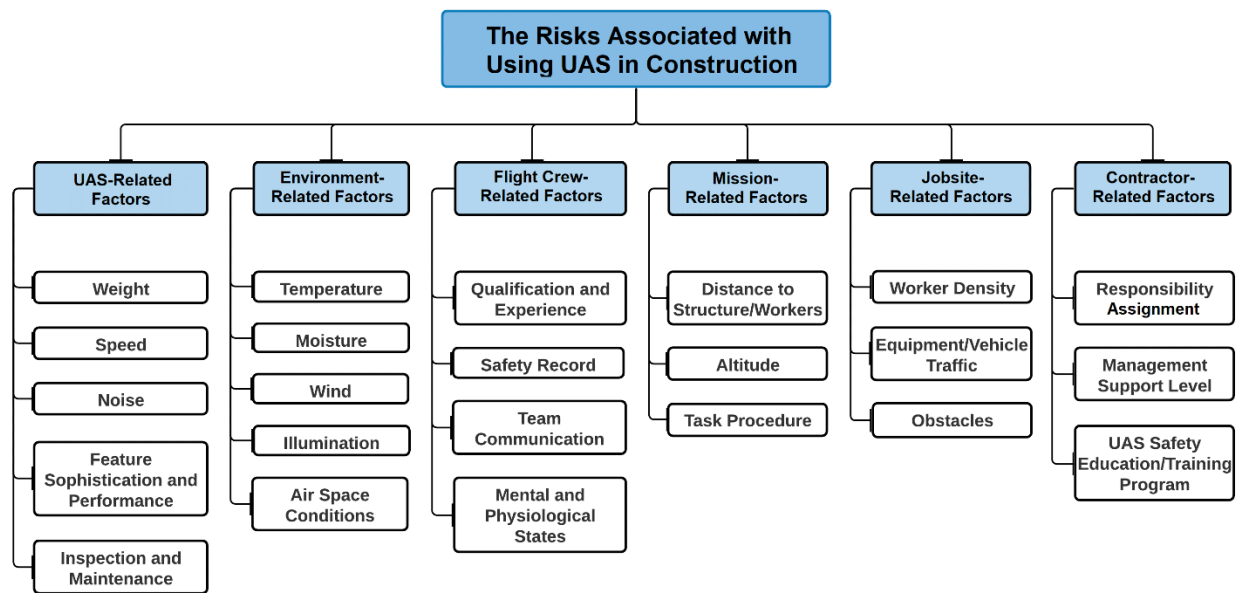 The Risks Associated with
Using UAS in Construction
UAS-Related
Factors
Weight
Speed
Noise
Feature
Sophistication and
Performance
Inspection and
Maintenance
Environment-
Related Factors
Temperature
Moisture
Wind
Illumination
Air Space
Conditions
Flight Crew-
Related Factors
Qualification and
Experience
Safety Record
Team
Communication
Mental and
Physiological
States
Mission-
Related Factors
Distance to
Structure/Workers
Altitude
Task Procedure
Jobsite-
Related Factors
Worker Density
Equipment/Vehicle
Traffic
Obstacles
Contractor-
Related Factors
Responsibility
Assignment
Management
Support Level
UAS Safety
Education/Training
Program